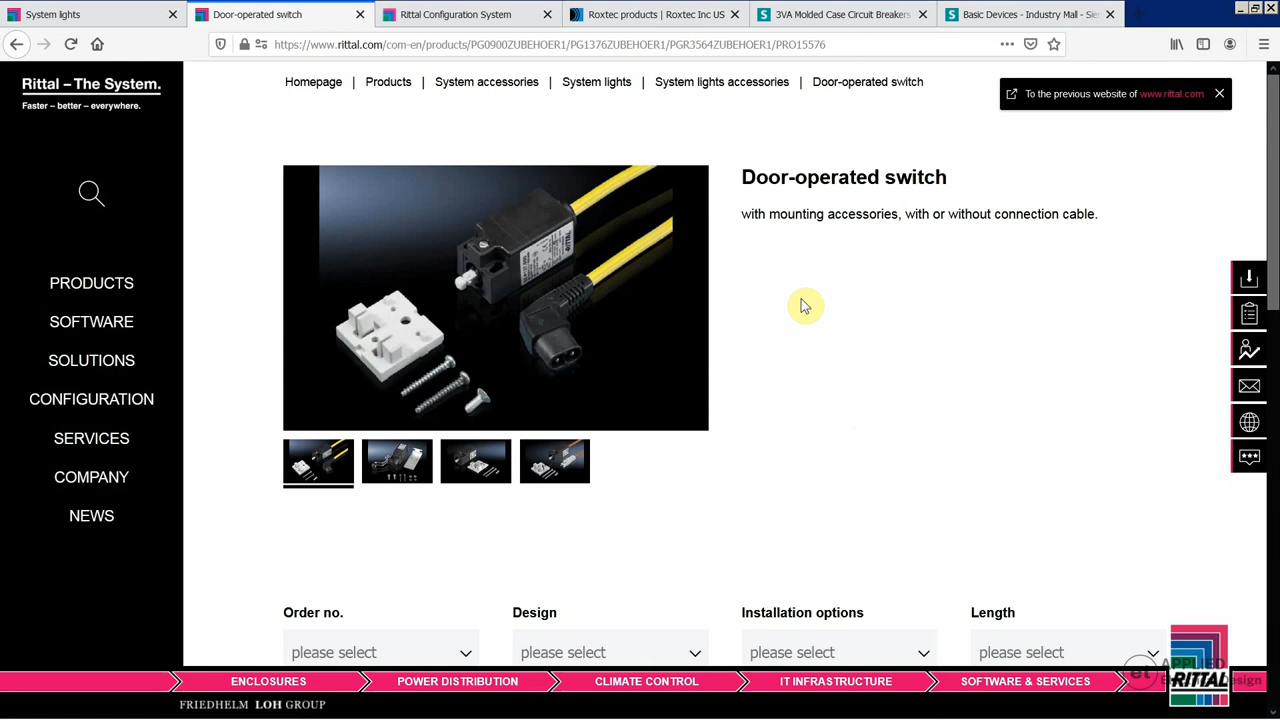 System lights
Door-operated switch
Rittal Configuration System
Roxtec products | Roxtec Inc US
3VA Molded Case Circuit Breakers
Basic Devices - Industry Mall - Sie
https://www.rittal.com/com-en/products/PG0900ZUBEHOER1/PG1376ZUBEHOER1/PGR3564ZUBEHOER1/PRO15576
Rittal – The System.
Faster – better – everywhere.
Homepage | Products | System accessories | System lights | System lights accessories | Door-operated switch
To the previous website of www.rittal.com
Door-operated switch
with mounting accessories, with or without connection cable.
RITTAL
PRODUCTS
SOFTWARE
SOLUTIONS
CONFIGURATION
SERVICES
COMPANY
NEWS
Order no.
Design
Installation options
Length
please select
please select
please select
please select
ENCLOSURES
POWER DISTRIBUTION
CLIMATE CONTROL
IT INFRASTRUCTURE
SOFTWARE & SERVICES
APPLIED
RITTAL
FRIEDHELM LOH GROUP